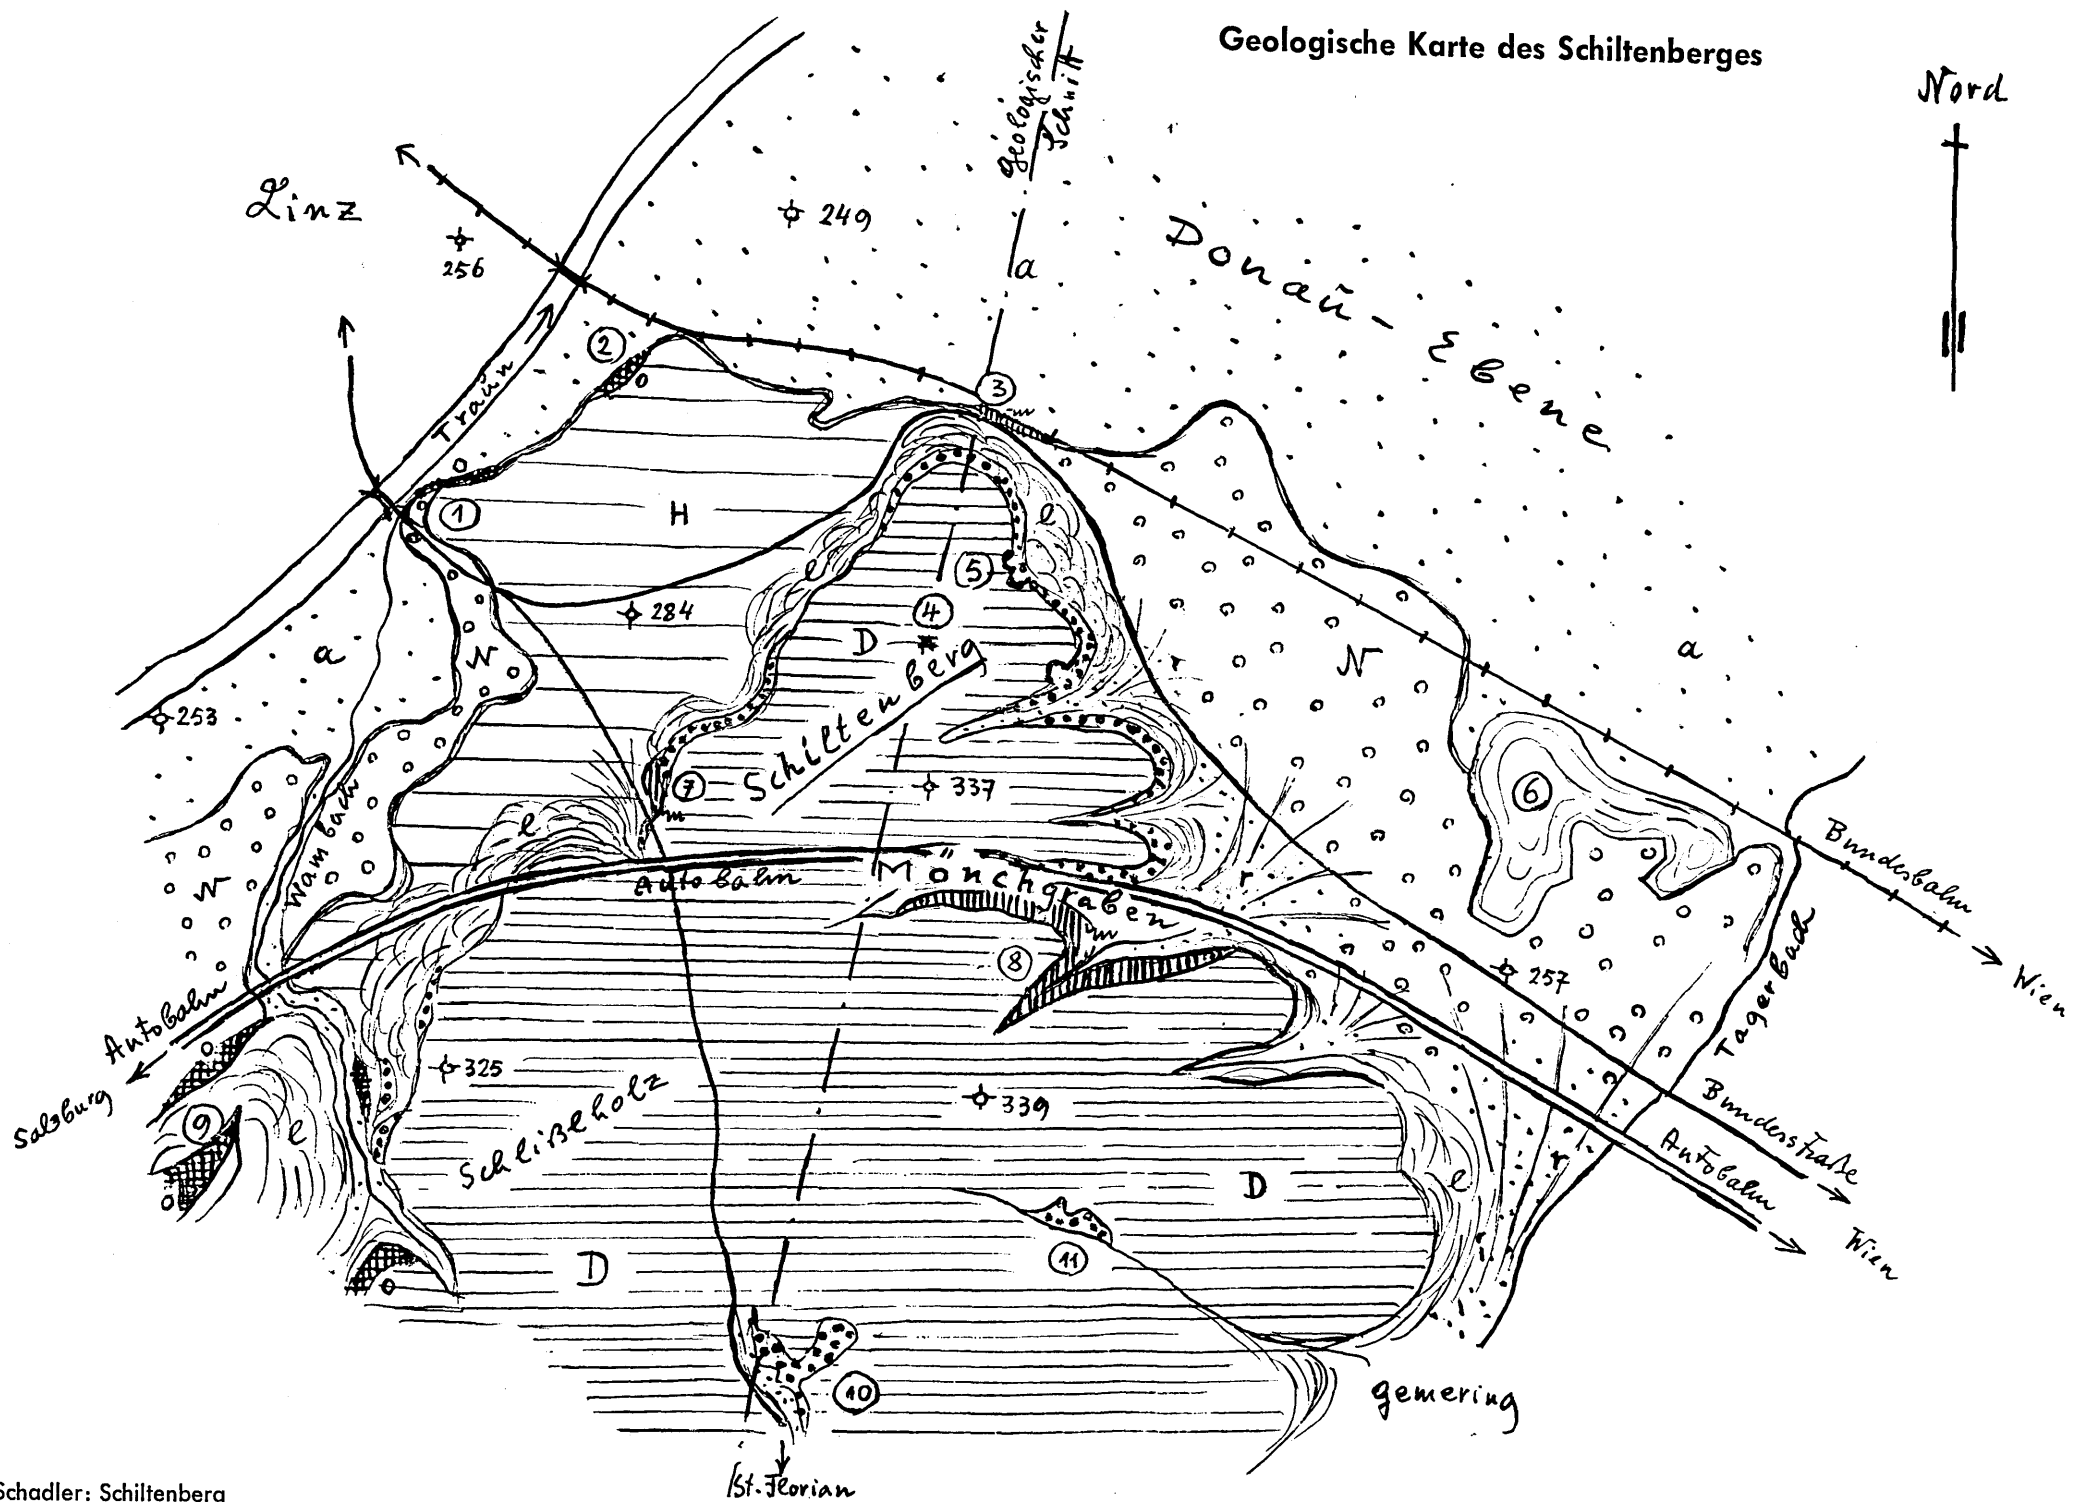 Geologische Karte des Schiltenberges
Nord
geologischer
Schnitt
Linz
256
249
a
Donau-Ebene
2
Traun
3
m
1
H
l
5
4
284
l
D
Schiltenberg
a
N
r
N
a
253
7
m
337
6
l
Wambach
N
Autobahn
Mönchgraben
r
Bundesbahn
Wien
m
8
257
Tagerbach
Autobahn
Salzburg
325
Schlißlholz
339
9
l
Bundesstraße
Autobahn
Wien
D
l
r
11
D
10
gemering
St. Florian
Schadler: Schiltenberg